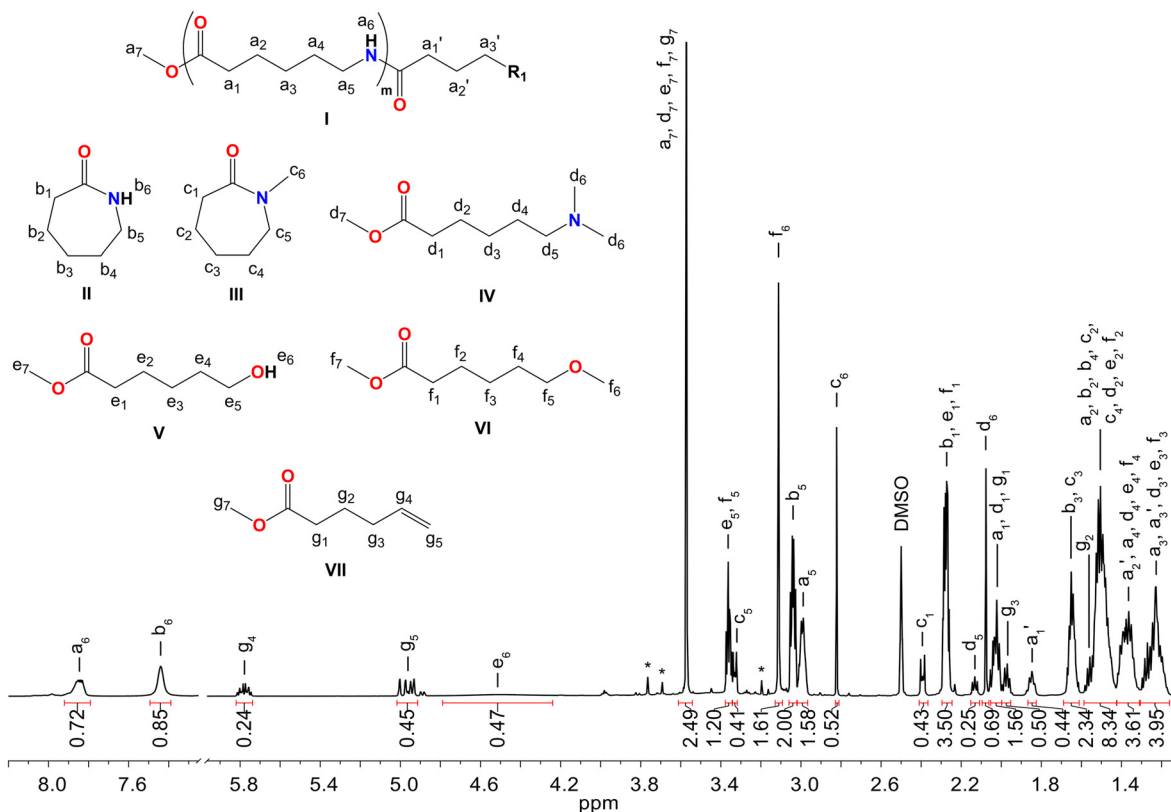 O
a₇
O
a₂
a₄
a₆
H
N
a₁'
a₃'
a₁
a₃
a₅
m
O
a₂'
R₁
I
O
b₁
NH
b₆
b₂
b₅
b₃
b₄
II
O
c₁
N
c₆
c₂
c₅
c₃
c₄
III
O
d₇
O
d₂
d₄
d₆
N
d₁
d₃
d₅
d₆
IV
O
e₇
O
e₂
e₄
OH
e₆
e₁
e₃
e₅
V
O
f₇
O
f₂
f₄
O
f₁
f₃
f₅
f₆
VI
O
g₇
O
g₂
g₄
g₁
g₃
g₅
VII
a₆
b₆
g₄
g₅
e₆
*
*
a₇, d₇, e₇, f₇, g₇
e₅, f₅
c₅
*
f₆
b₅
a₅
c₆
DMSO
c₁
b₁, e₁, f₁
d₅
d₆
a₁, d₁, g₁
g₃
a₁'
b₃, c₃
g₂
a₂, b₂, b₄, c₂,
c₄, d₂, e₂, f₂
a₂', a₄, d₄, e₄, f₄
a₃, a₃', d₃, e₃, f₃
0.72
0.85
0.24
0.45
0.47
2.49
1.20
0.41
1.61
2.00
1.58
0.52
0.43
3.50
0.25
0.69
1.56
0.50
0.44
2.34
8.34
3.61
3.95
8.0
7.6
5.8
5.4
5.0
4.6
4.2
3.8
3.4
3.0
2.6
2.2
1.8
1.4
ppm